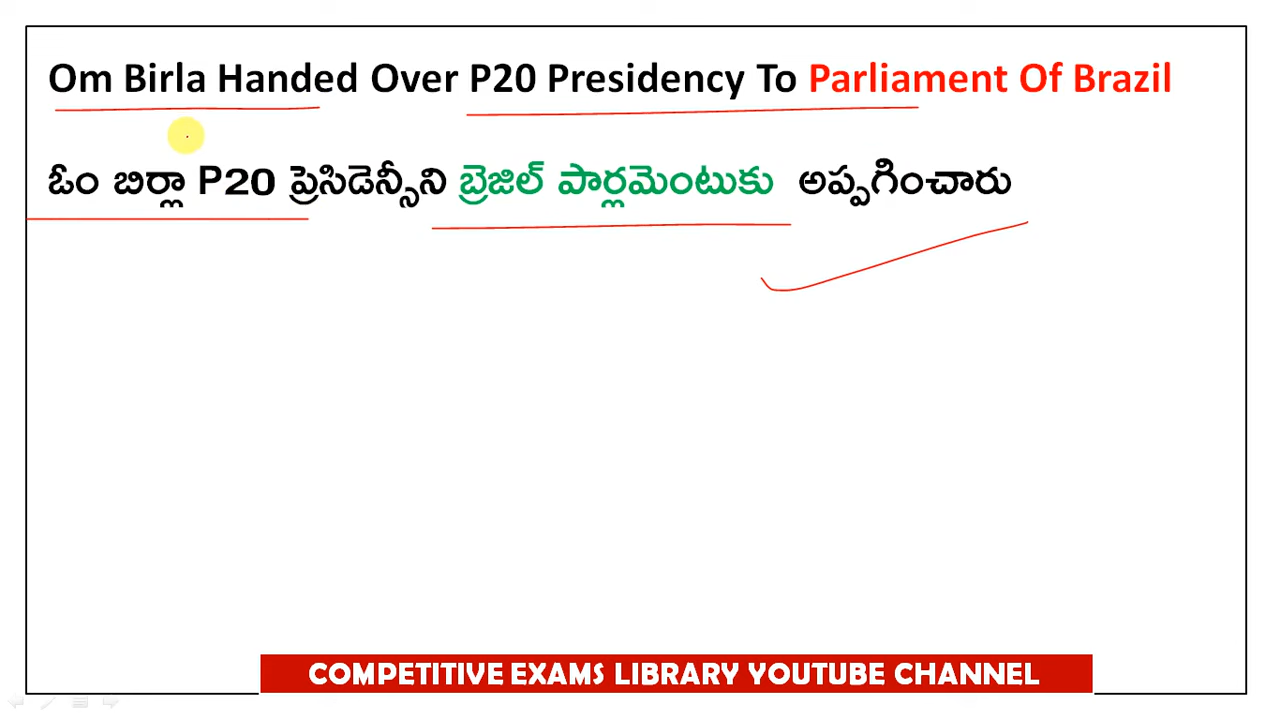 Om Birla Handed Over P20 Presidency To Parliament Of Brazil
ఓం బిర్లా P20 ప్రెసిడెన్సీని బ్రెజిల్ పార్లమెంటుకు అప్పగించారు
COMPETITIVE EXAMS LIBRARY YOUTUBE CHANNEL